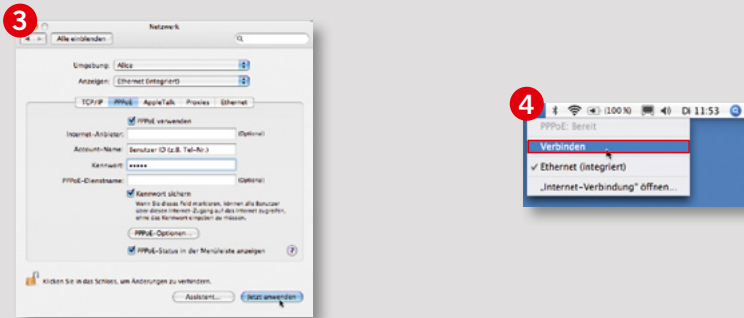 3
Netzwerk
Alle einblenden
Umgebung: Alice
Anzeigen: Ethernet (integriert)
TCP/IP PPPoE AppleTalk Proxies Ethernet
PPPoE verwenden
Internet-Anbieter: (Optional)
Account-Name: Benutzer ID (z.B. Tel-Nr.)
Kennwort: •••••
PPPoE-Dienstname: (Optional)
Kennwort sichern
Wenn Sie dieses Feld markieren, können alle Benutzer
über diesen Internet-Zugang auf das Internet zugreifen,
ohne das Kennwort eingeben zu müssen.
PPPoE-Optionen...
PPPoE-Status in der Menüleiste anzeigen ?
Klicken Sie in das Schloss, um Änderungen zu verhindern.
Assistent... Jetzt anwenden
4
(100 %) Di 11:53
PPPoE: Bereit
Verbinden
✓ Ethernet (integriert)
„Internet-Verbindung“ öffnen...